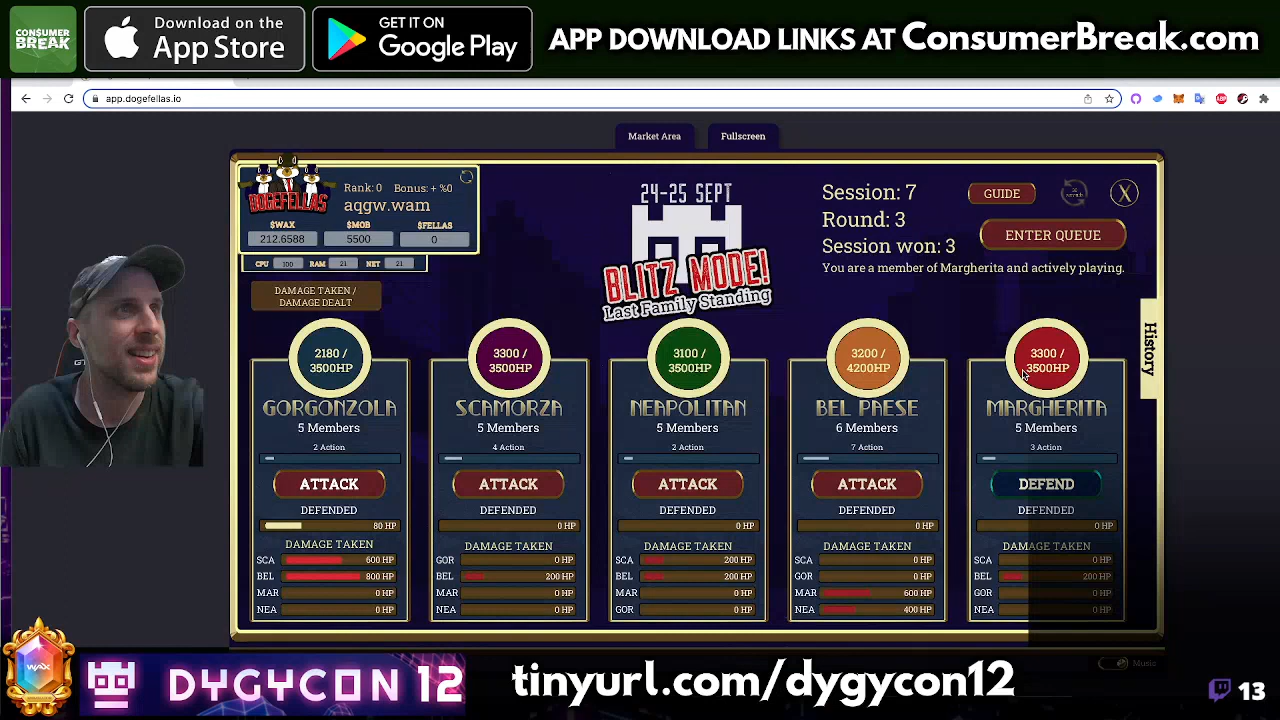 CONSUMER
BREAK
Download on the
App Store
GET IT ON
Google Play
APP DOWNLOAD LINKS AT ConsumerBreak.com
app.dogefellas.io
Market Area
Fullscreen
DOGEFELLAS
Rank: 0 Bonus: + %0
aqgw.wam
$WAX $MOB $FELLAS
212.6588 5500 0
CPU 100 RAM 21 NET 21
DAMAGE TAKEN /
DAMAGE DEALT
24-25 SEPT
BLITZ MODE!
Last Family Standing
Session: 7
Round: 3
Session won: 3
GUIDE
X
ENTER QUEUE
You are a member of Margherita and actively playing.
History
2180 /
3500HP
GORGONZOLA
5 Members
2 Action
ATTACK
DEFENDED
80 HP
DAMAGE TAKEN
SCA 600 HP
BEL 800 HP
MAR 0 HP
NEA 0 HP
3300 /
3500HP
SCAMORZA
5 Members
4 Action
ATTACK
DEFENDED
0 HP
DAMAGE TAKEN
GOR 0 HP
BEL 200 HP
MAR 0 HP
NEA 0 HP
3100 /
3500HP
NEAPOLITAN
5 Members
2 Action
ATTACK
DEFENDED
0 HP
DAMAGE TAKEN
SCA 200 HP
BEL 200 HP
MAR 0 HP
GOR 0 HP
3200 /
4200HP
BEL PAESE
6 Members
7 Action
ATTACK
DEFENDED
0 HP
DAMAGE TAKEN
SCA 0 HP
GOR 0 HP
MAR 600 HP
NEA 400 HP
3300 /
3500HP
MARGHERITA
5 Members
3 Action
DEFEND
DEFENDED
0 HP
DAMAGE TAKEN
SCA 0 HP
BEL 200 HP
GOR 0 HP
NEA 0 HP
Music
WAX
DYGYCON 12
tinyurl.com/dygycon12
13